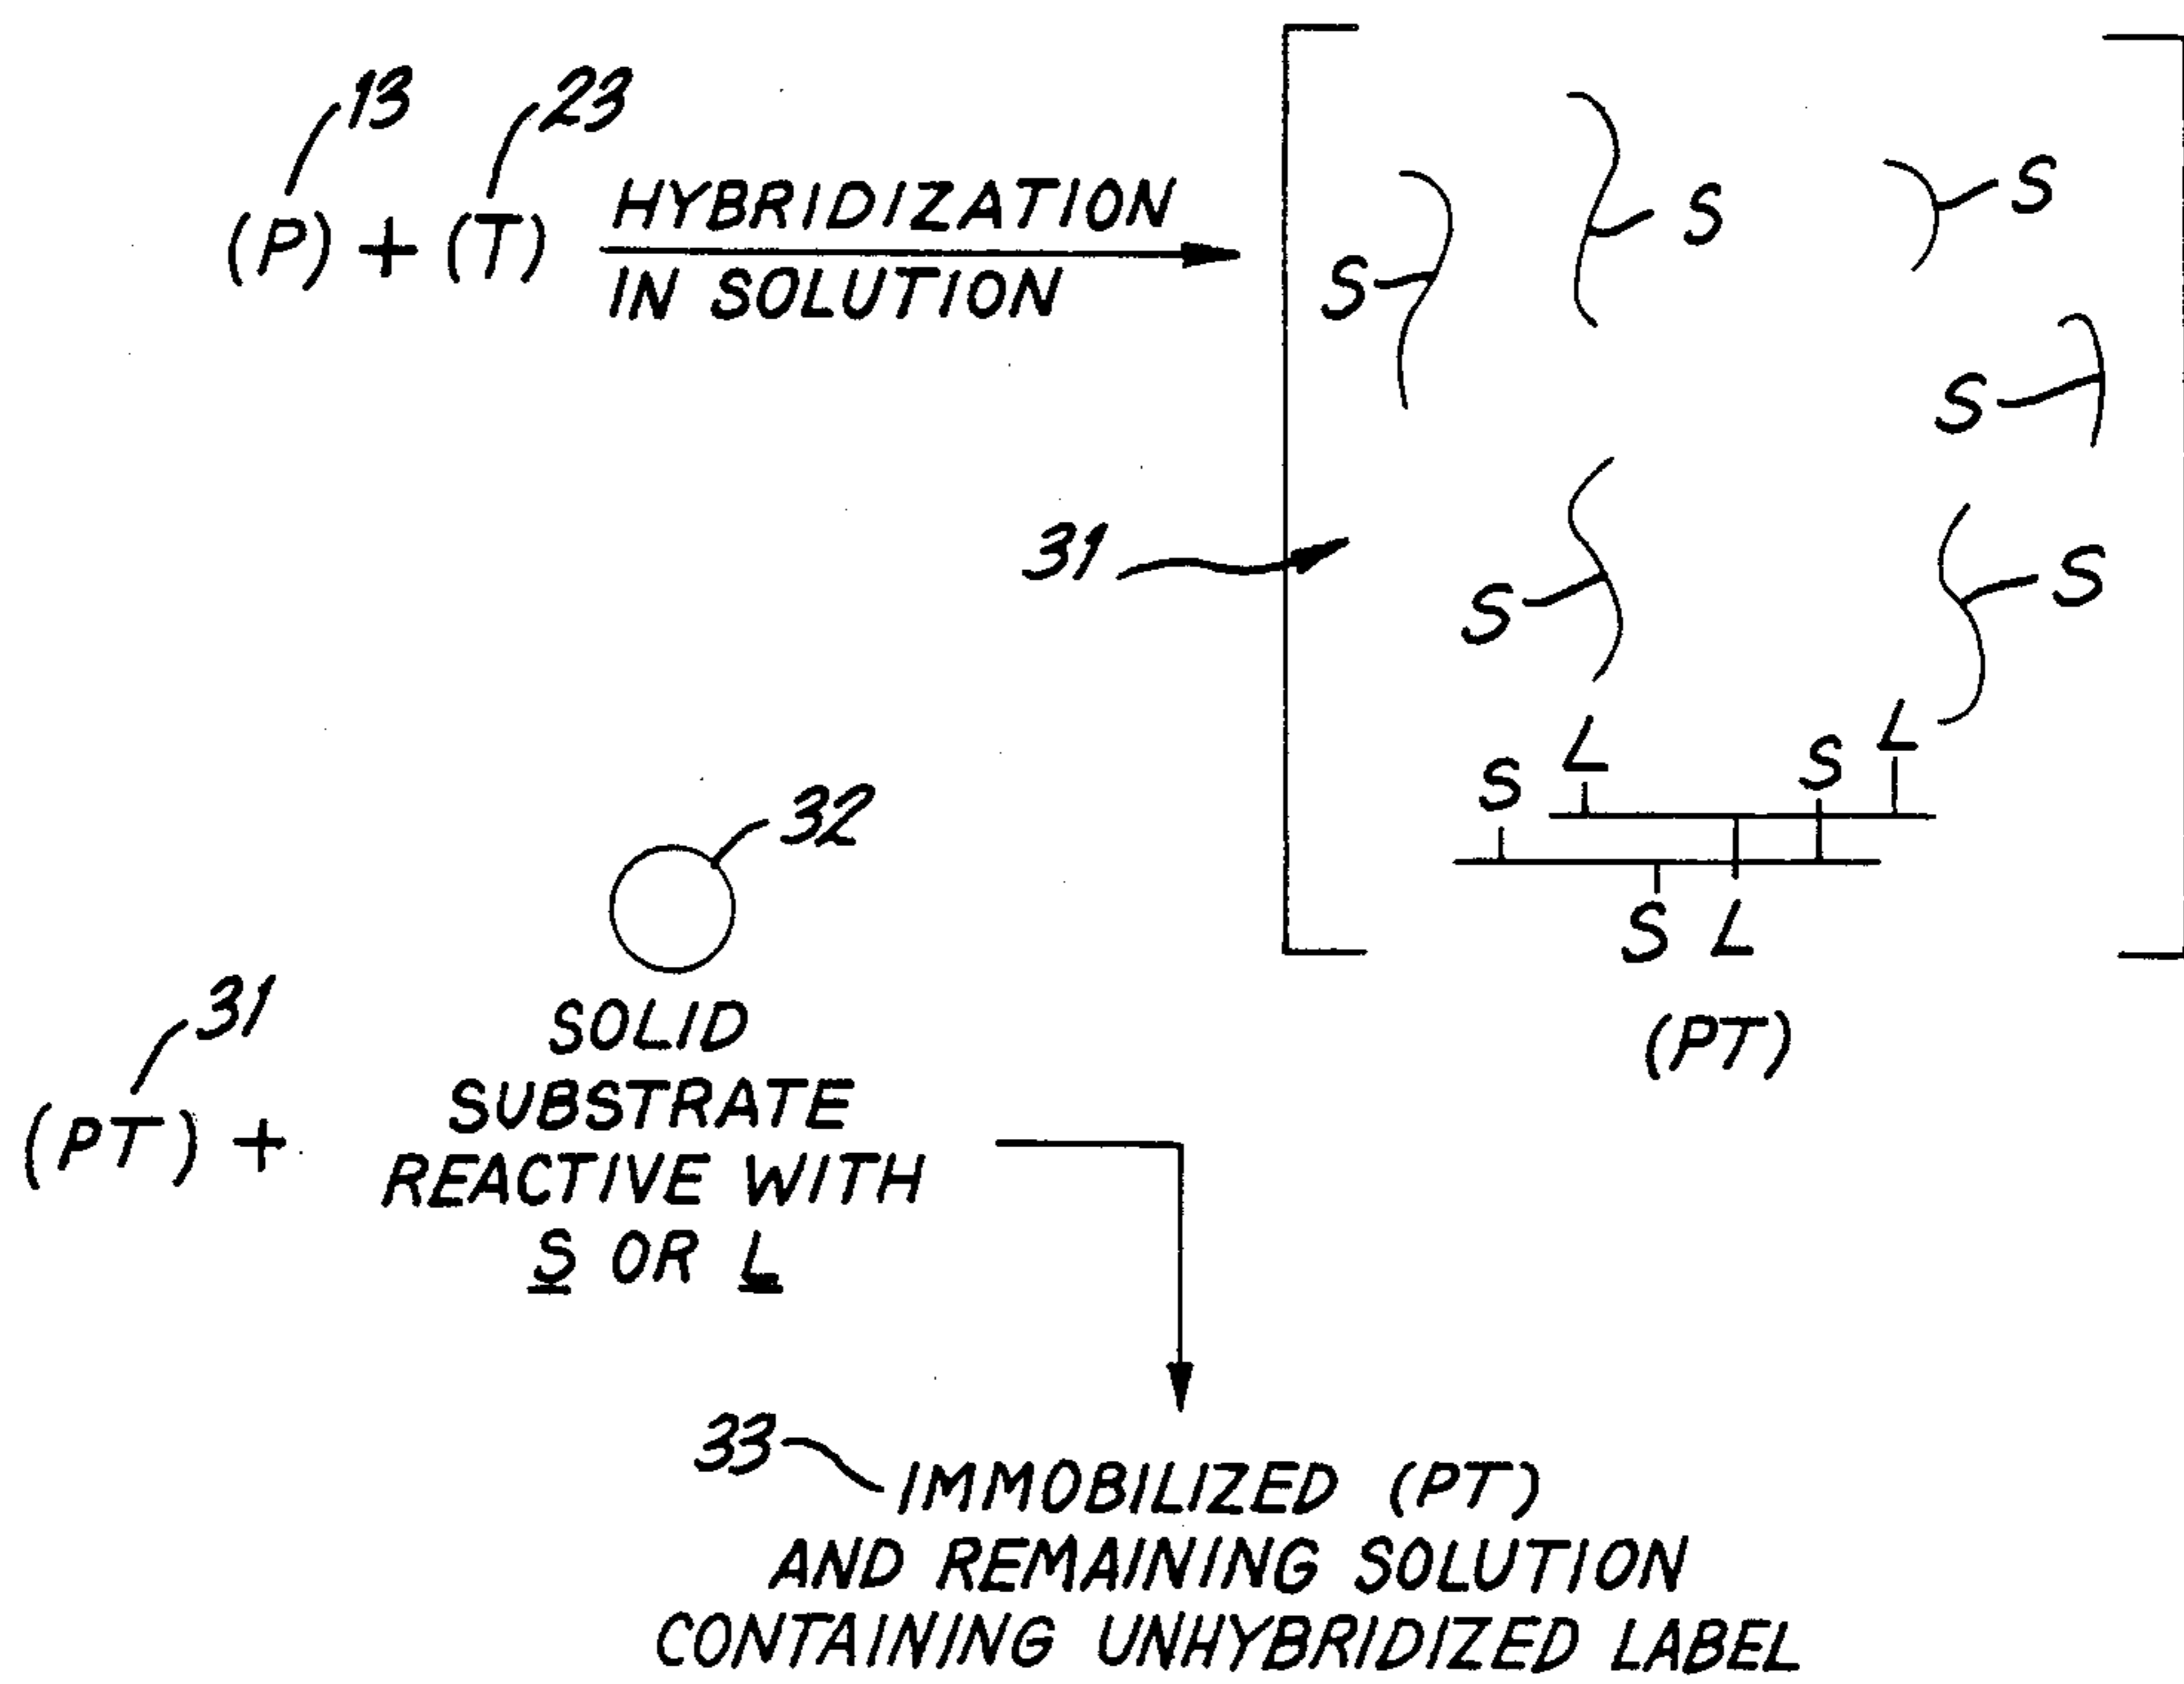 13
23
(P) + (T)
HYBRIDIZATION
IN SOLUTION
S
S
S
S
S
S
31
S
L
S
L
S
L
(PT)
32
SOLID
SUBSTRATE
REACTIVE WITH
S OR L
31
(PT) +
33
IMMOBILIZED (PT)
AND REMAINING SOLUTION
CONTAINING UNHYBRIDIZED LABEL